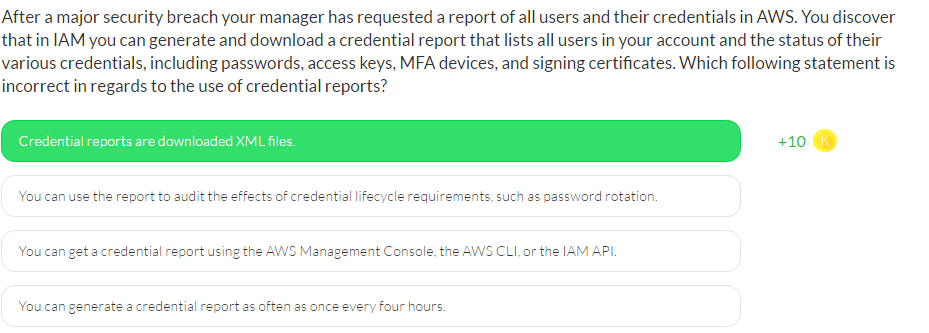 After a major security breach your manager has requested a report of all users and their credentials in AWS. You discover
that in IAM you can generate and download a credential report that lists all users in your account and the status of their
various credentials, including passwords, access keys, MFA devices, and signing certificates. Which following statement is
incorrect in regards to the use of credential reports?
Credential reports are downloaded XML files.
+10 K
You can use the report to audit the effects of credential lifecycle requirements, such as password rotation.
You can get a credential report using the AWS Management Console, the AWS CLI, or the IAM API.
You can generate a credential report as often as once every four hours.